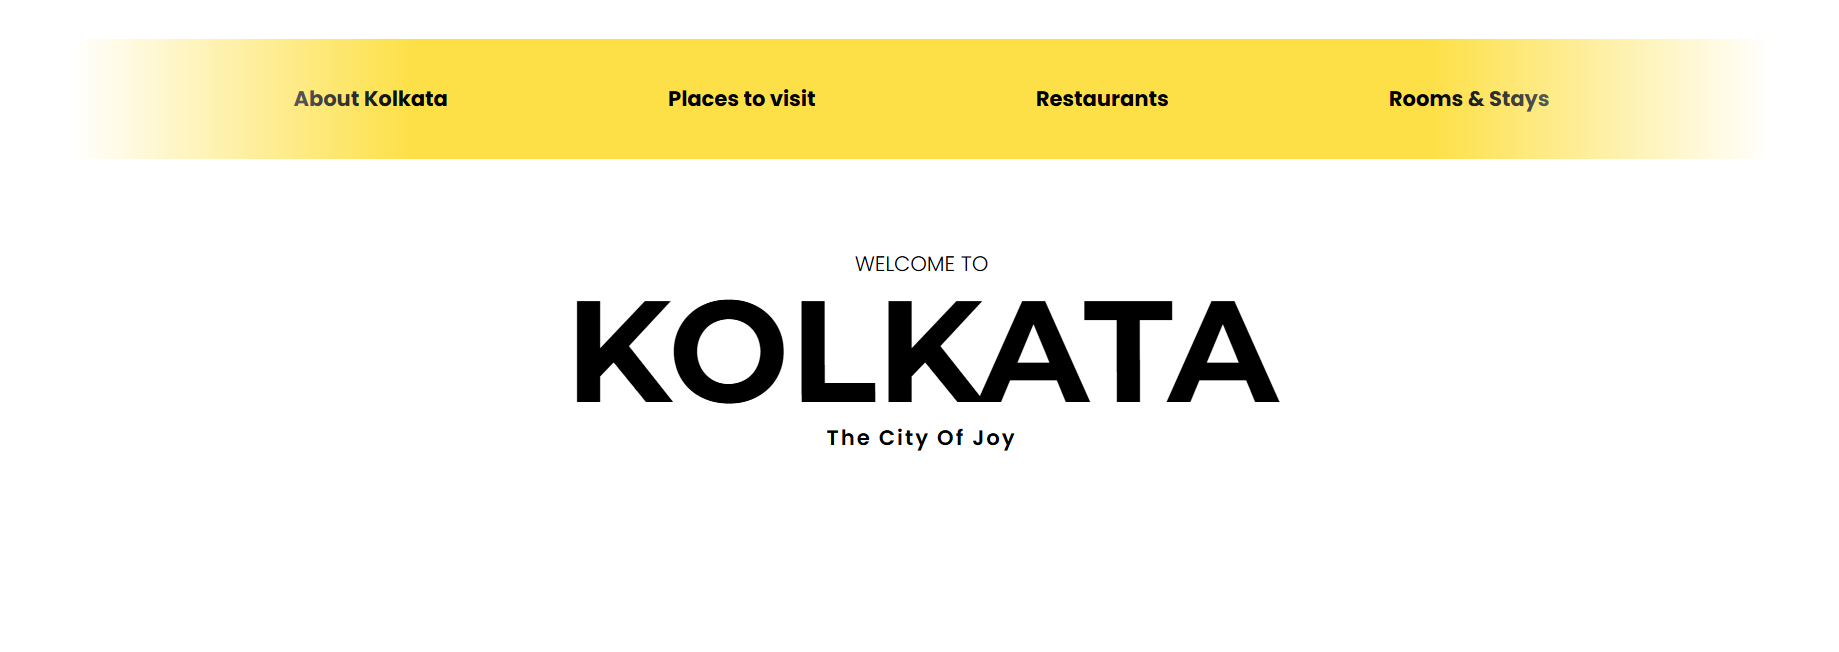 About Kolkata Places to visit Restaurants Rooms & Stays
WELCOME TO
KOLKATA
The City Of Joy